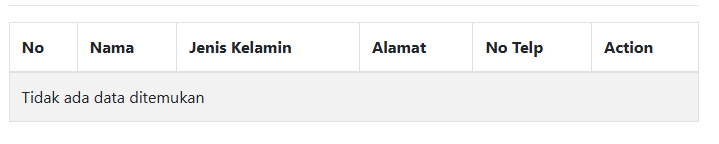 No Nama Jenis Kelamin Alamat No Telp Action
Tidak ada data ditemukan